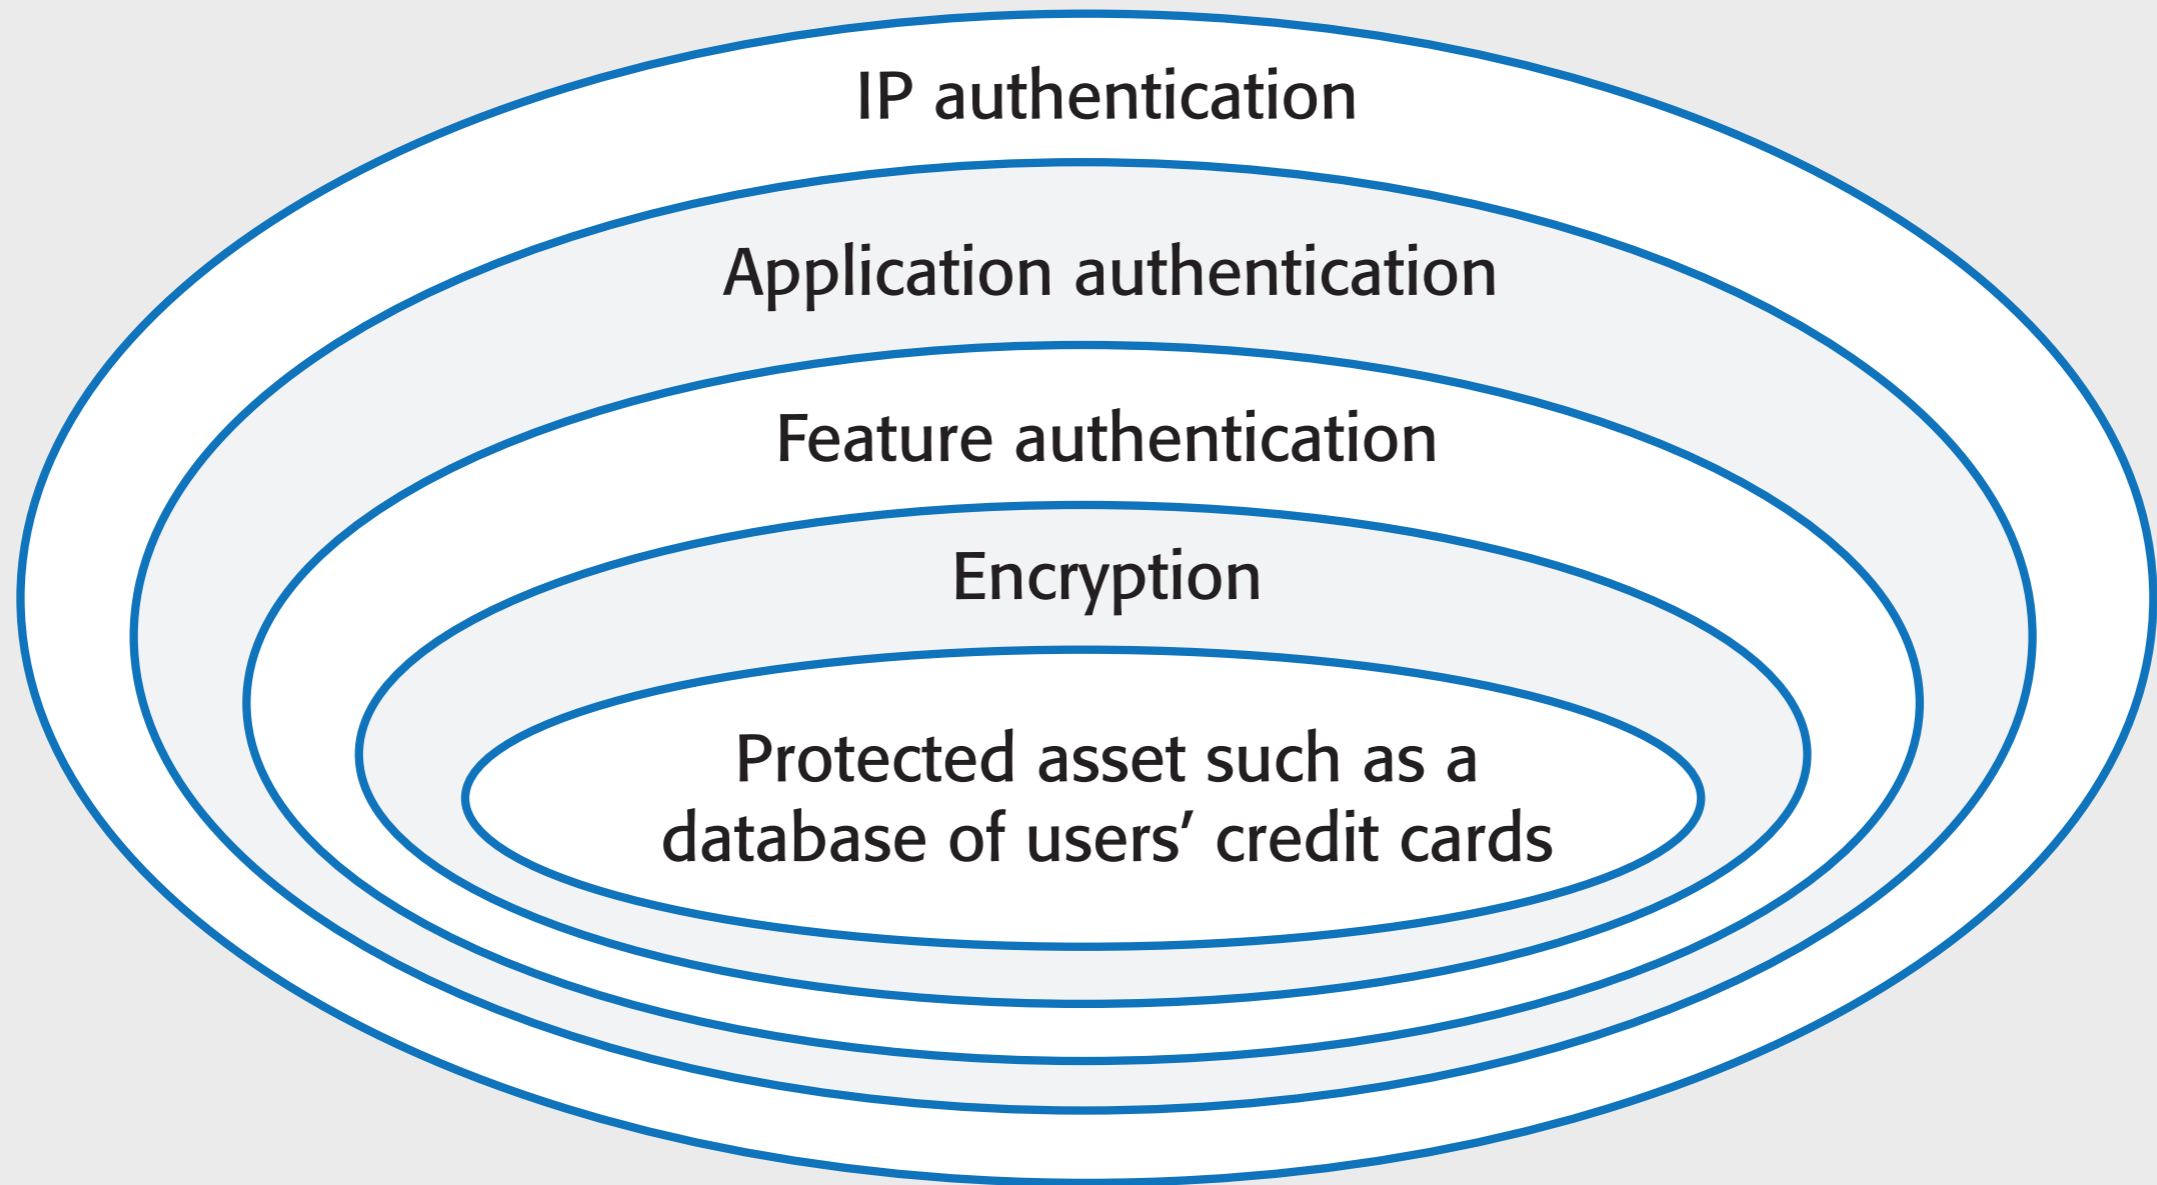 IP authentication
Application authentication
Feature authentication
Encryption
Protected asset such as a
database of users’ credit cards